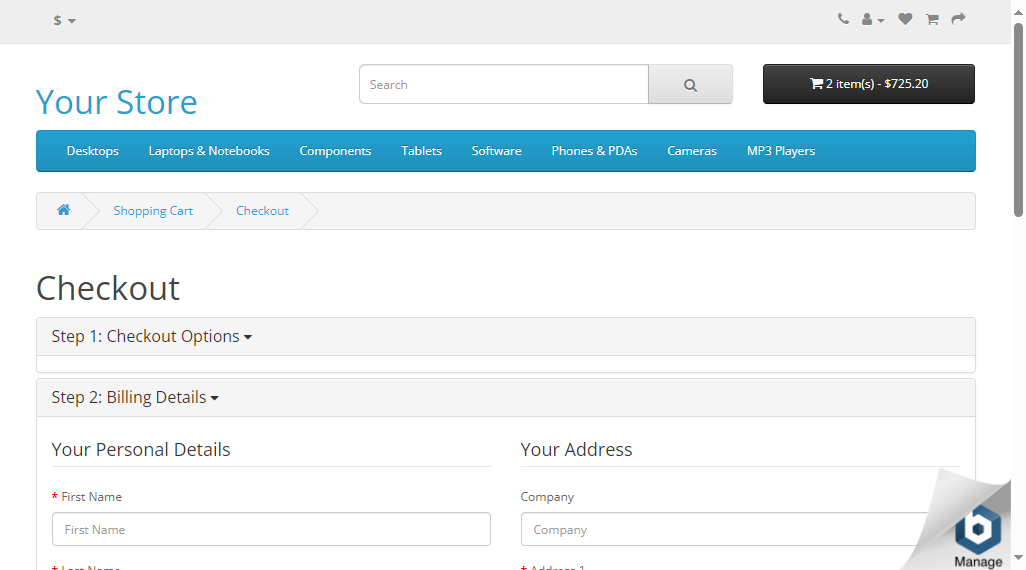 $
Search
2 item(s) - $725.20
Your Store
Desktops Laptops & Notebooks Components Tablets Software Phones & PDAs Cameras MP3 Players
Shopping Cart Checkout
Checkout
Step 1: Checkout Options
Step 2: Billing Details
Your Personal Details Your Address
* First Name Company
First Name Company
* Last Name * Address 1
Manage